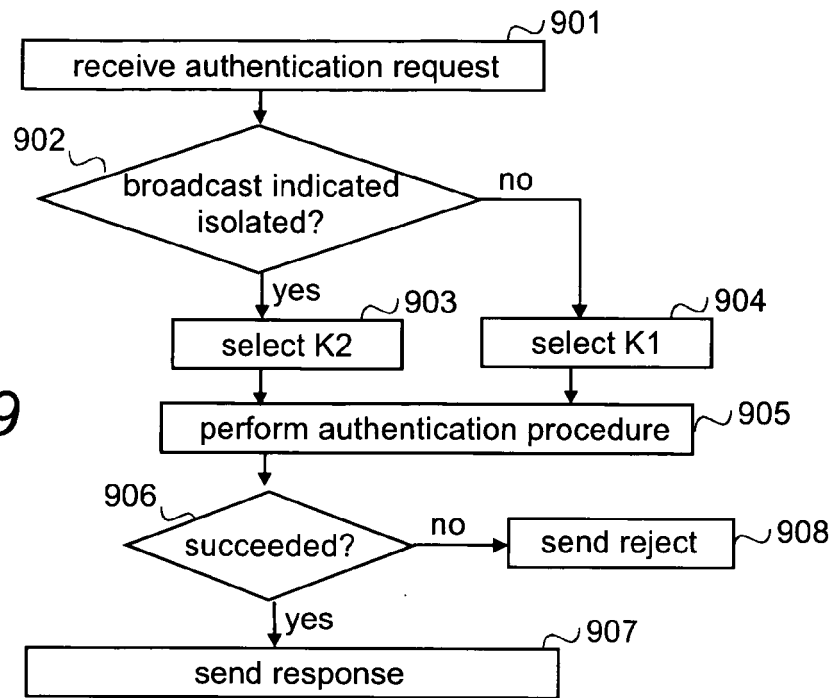 901
receive authentication request
902
broadcast indicated
isolated?
no
yes
903
904
select K2
select K1
9
perform authentication procedure
905
906
succeeded?
no
send reject
908
yes
907
send response